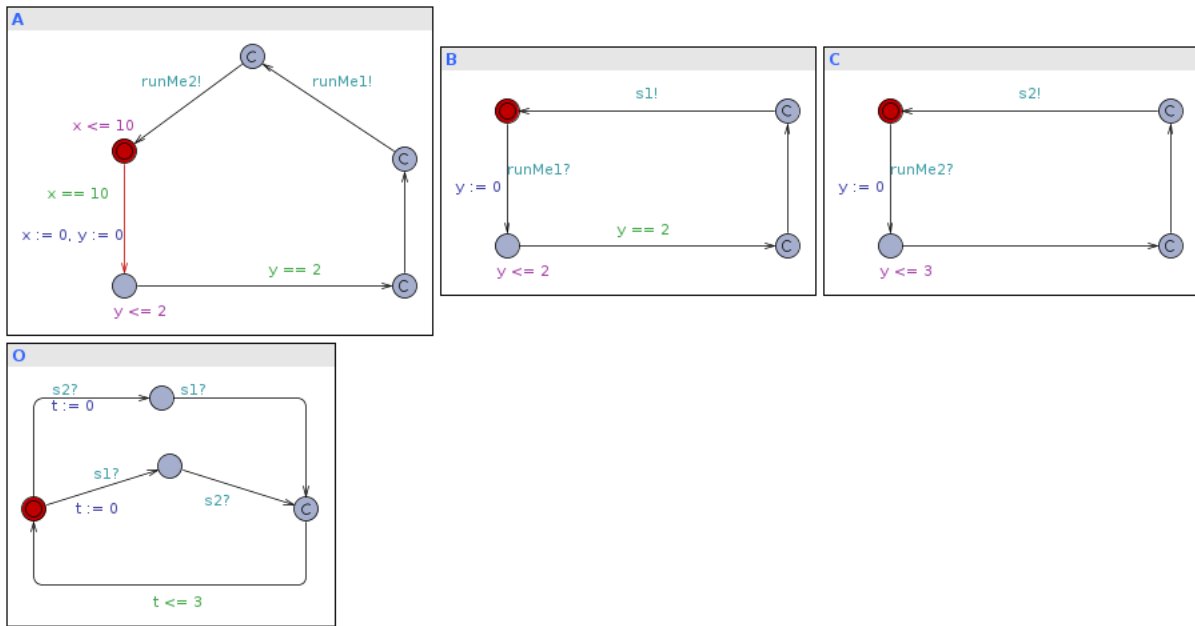 A
C
runMe2!
runMe1!
x <= 10
C
x == 10
x := 0, y := 0
y == 2
C
y <= 2
B
s1!
C
runMe1?
y := 0
y == 2
C
y <= 2
C
s2!
C
runMe2?
y := 0
C
y <= 3
O
s2?
t := 0
s1?
s1?
t := 0
s2?
C
t <= 3